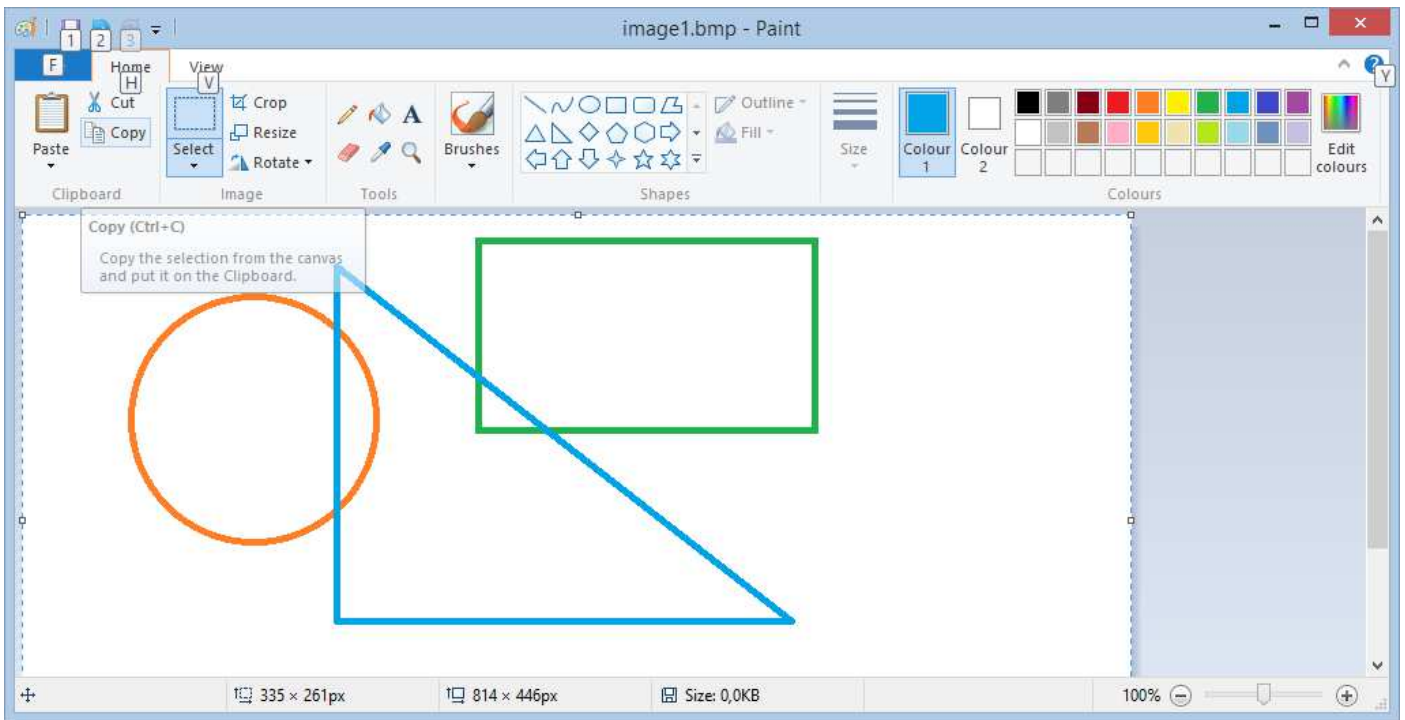 image1.bmp - Paint
1 2 3
F Home View
H V Y
Cut
Copy
Paste
Select
Crop
Resize
Rotate
A
Brushes
Outline
Fill
Size
Colour 1
Colour 2
Edit colours
Clipboard Image Tools Shapes Colours
Copy (Ctrl+C)
Copy the selection from the canvas
and put it on the Clipboard.
335 × 261px 814 × 446px Size: 0,0KB 100%